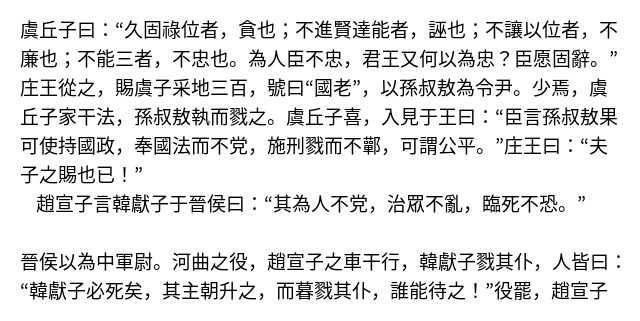 虞丘子曰：“久固祿位者，貪也；不進賢達能者，誣也；不讓以位者，不
廉也；不能三者，不忠也。為人臣不忠，君王又何以為忠？臣愿固辭。”
庄王從之，賜虞子采地三百，號曰“國老”，以孫叔敖為令尹。少焉，虞
丘子家干法，孫叔敖執而戮之。虞丘子喜，入見于王曰：“臣言孫叔敖果
可使持國政，奉國法而不党，施刑戮而不鄿，可謂公平。”庄王曰：“夫
子之賜也已！”
趙宣子言韓獻子于晉侯曰：“其為人不党，治眾不亂，臨死不恐。”
晉侯以為中軍尉。河曲之役，趙宣子之車干行，韓獻子戮其仆，人皆曰：
“韓獻子必死矣，其主朝升之，而暮戮其仆，誰能待之！”役罷，趙宣子